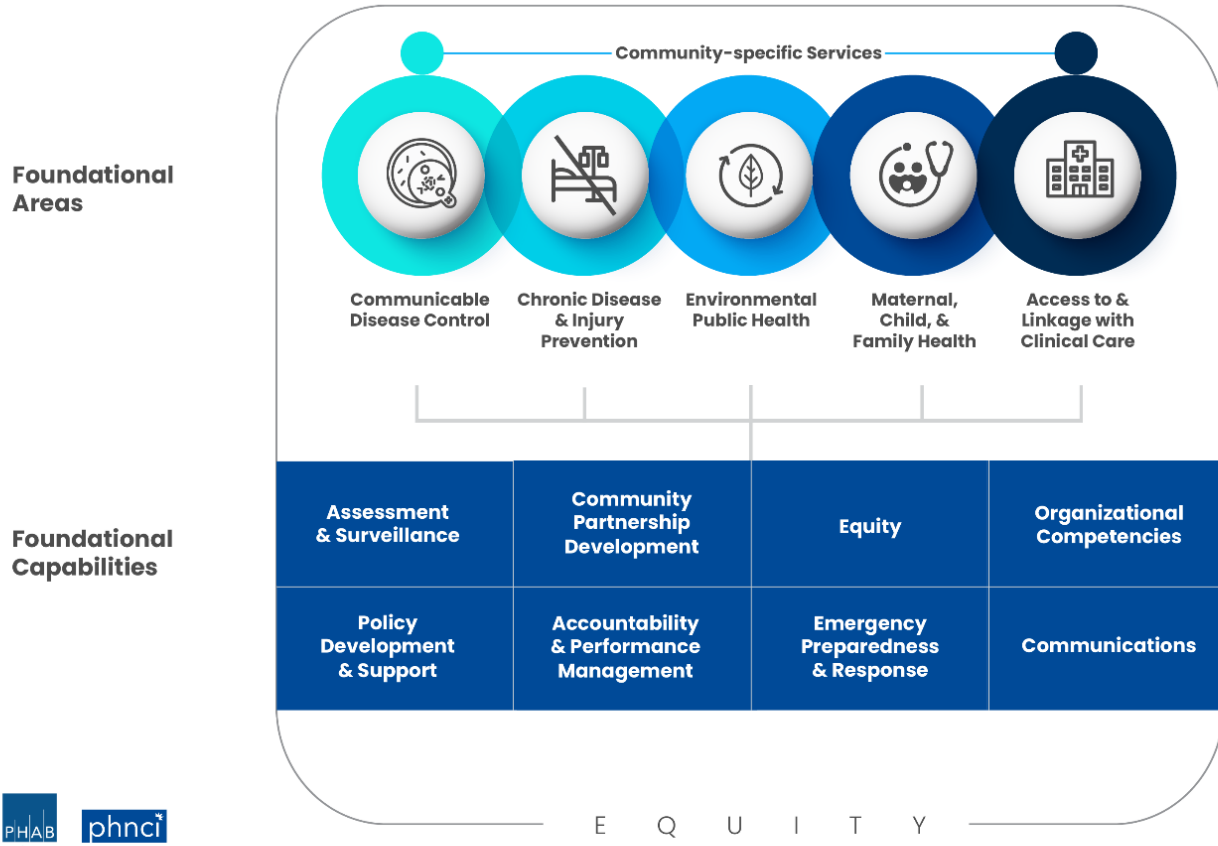 Community-specific Services
Foundational
Areas
Communicable
Disease Control
Chronic Disease
& Injury
Prevention
Environmental
Public Health
Maternal,
Child, &
Family Health
Access to &
Linkage with
Clinical Care
Foundational
Capabilities
Assessment
& Surveillance
Community
Partnership
Development
Equity
Organizational
Competencies
Policy
Development
& Support
Accountability
& Performance
Management
Emergency
Preparedness
& Response
Communications
PHAB
phnci
E Q U I T Y